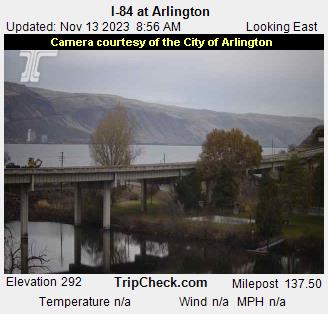 I-84 at Arlington
Updated: Nov 13 2023 8:56 AM Looking East
Camera courtesy of the City of Arlington
Elevation 292 TripCheck.com Milepost 137.50
Temperature n/a Wind n/a MPH n/a